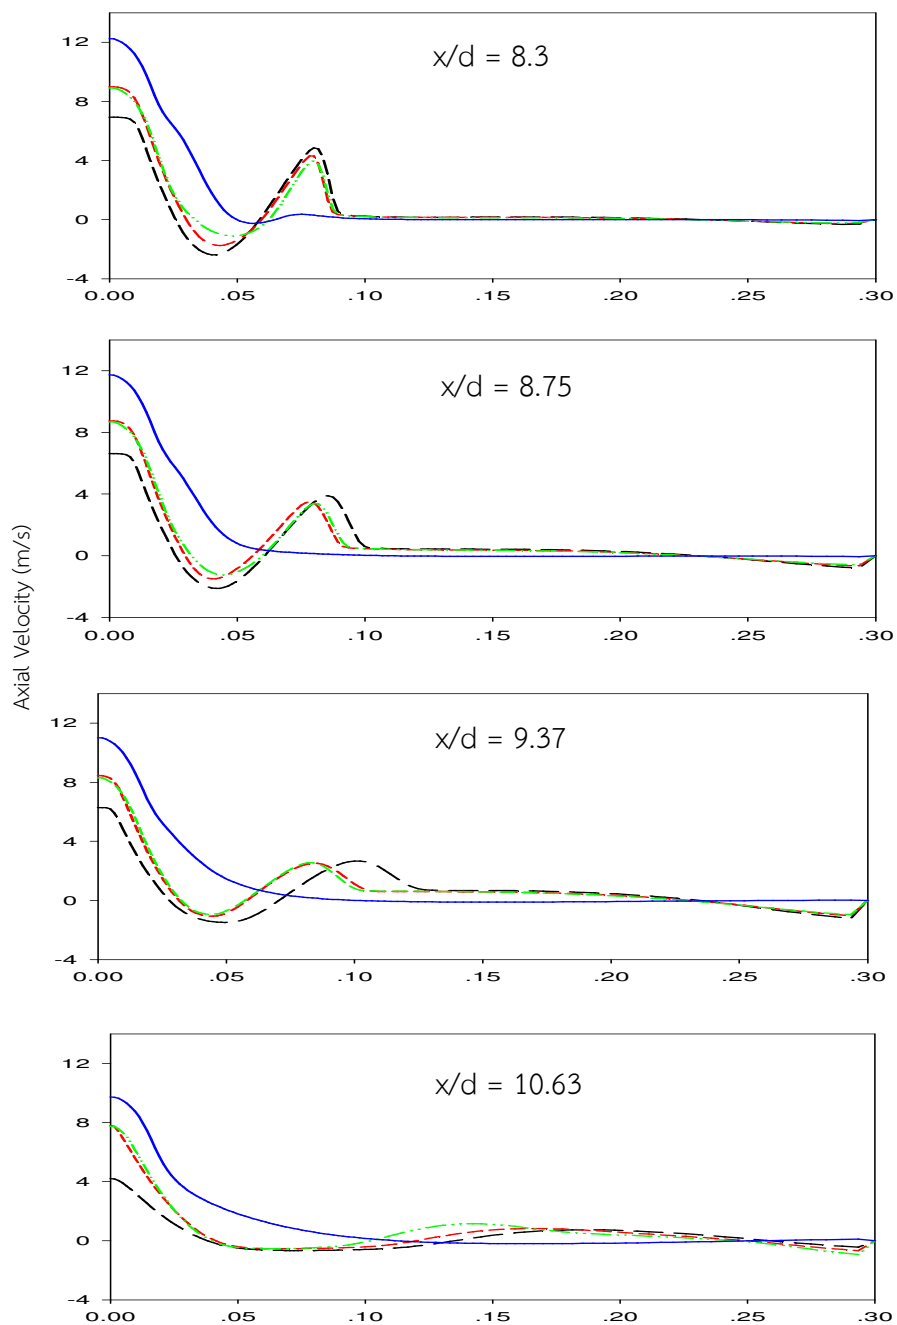 x/d = 8.3
12
8
4
0
-4
0.00 .05 .10 .15 .20 .25 .30
x/d = 8.75
12
8
4
0
-4
0.00 .05 .10 .15 .20 .25 .30
Axial Velocity (m/s)
x/d = 9.37
12
8
4
0
-4
0.00 .05 .10 .15 .20 .25 .30
x/d = 10.63
12
8
4
0
-4
0.00 .05 .10 .15 .20 .25 .30